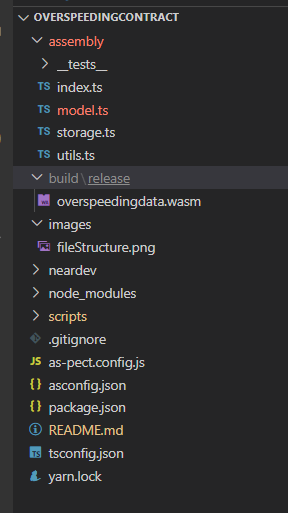 OVERSPEEDINGCONTRACT
assembly
__tests__
TS index.ts
TS model.ts
TS storage.ts
TS utils.ts
build \ release
overspeedingdata.wasm
images
fileStructure.png
neardev
node_modules
scripts
.gitignore
JS as-pect.config.js
asconfig.json
package.json
README.md
TS tsconfig.json
yarn.lock